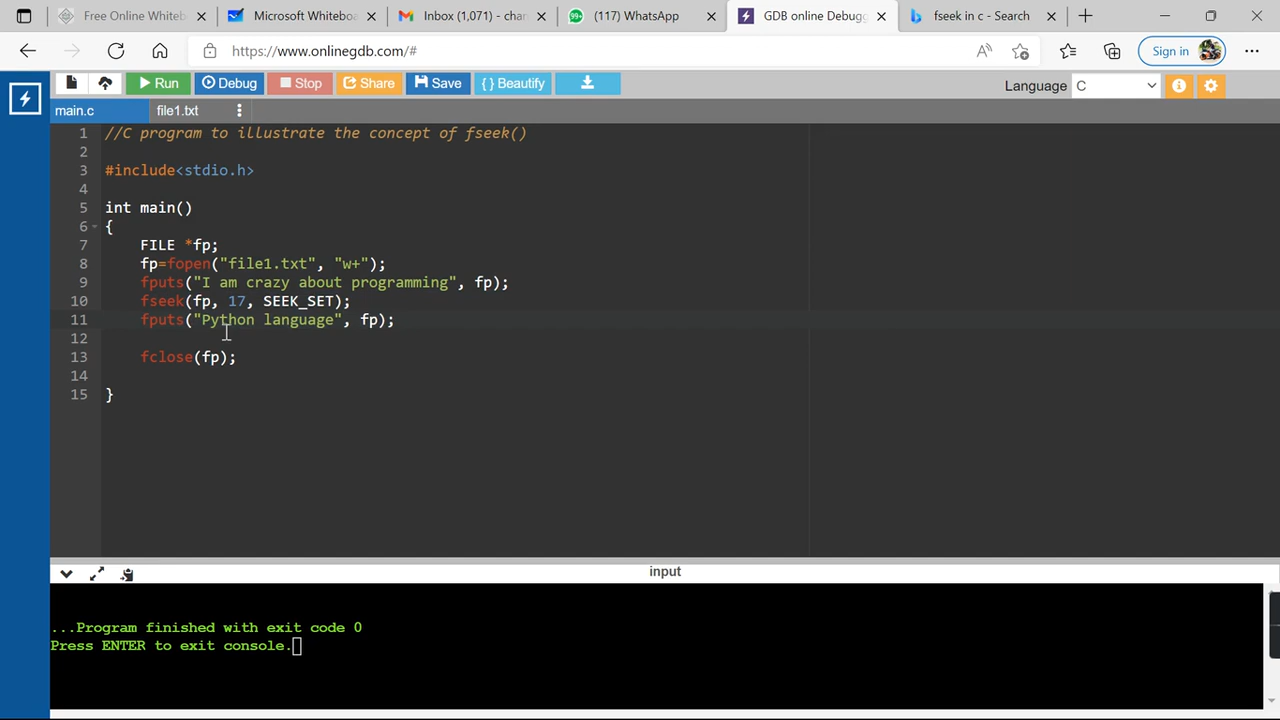 Free Online Whiteb
Microsoft Whiteboa
Inbox (1,071) - chan
99+
(117) WhatsApp
GDB online Debugg
fseek in c - Search
https://www.onlinegdb.com/#
Sign in
Run
Debug
Stop
Share
Save
{ } Beautify
Language C
main.c
file1.txt
1 //C program to illustrate the concept of fseek()
2
3 #include<stdio.h>
4
5 int main()
6 {
7 FILE *fp;
8 fp=fopen("file1.txt", "w+");
9 fputs("I am crazy about programming", fp);
10 fseek(fp, 17, SEEK_SET);
11 fputs("Python language", fp);
12
13 fclose(fp);
14
15 }
input
...Program finished with exit code 0
Press ENTER to exit console.